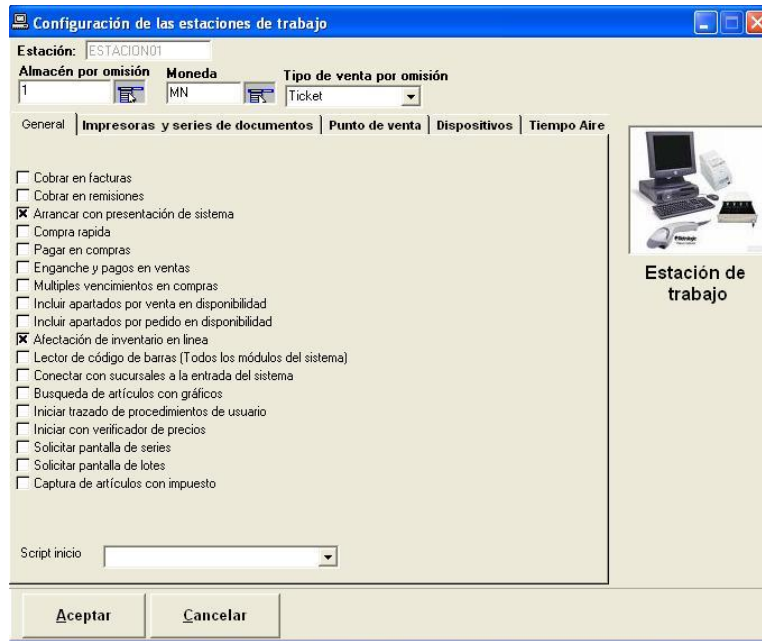 Configuración de las estaciones de trabajo
Estación: ESTACION01
Almacén por omisión Moneda Tipo de venta por omisión
1 MN Ticket
General Impresoras y series de documentos Punto de venta Dispositivos Tiempo Aire
Cobrar en facturas
Cobrar en remisiones
Arrancar con presentación de sistema
Compra rapida
Pagar en compras
Enganche y pagos en ventas
Multiples vencimientos en compras
Incluir apartados por venta en disponibilidad
Incluir apartados por pedido en disponibilidad
Afectación de inventario en linea
Lector de código de barras (Todos los módulos del sistema)
Conectar con sucursales a la entrada del sistema
Busqueda de artículos con gráficos
Iniciar trazado de procedimientos de usuario
Iniciar con verificador de precios
Solicitar pantalla de series
Solicitar pantalla de lotes
Captura de artículos con impuesto
Script inicio
Estación de
trabajo
Aceptar Cancelar